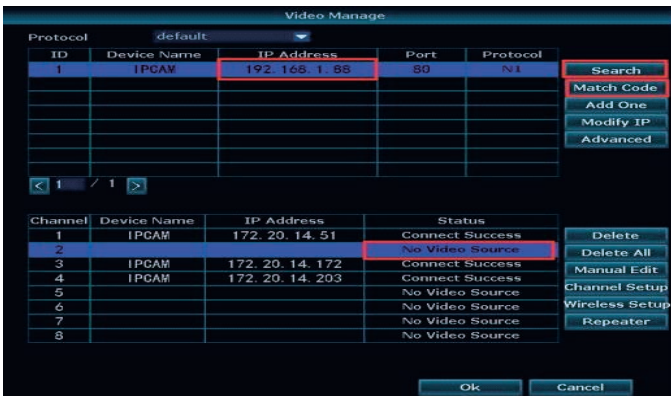 Video Manage
Protocol default
ID Device Name IP Address Port Protocol
1 IPCAM 192. 168. 1. 88 80 N1
Search
Match Code
Add One
Modify IP
Advanced
< 1 / 1 >
Channel Device Name IP Address Status
1 IPCAM 172. 20. 14. 51 Connect Success
2 No Video Source
3 IPCAM 172. 20. 14. 172 Connect Success
4 IPCAM 172. 20. 14. 203 Connect Success
5 No Video Source
6 No Video Source
7 No Video Source
8 No Video Source
Delete
Delete All
Manual Edit
Channel Setup
Wireless Setup
Repeater
Ok Cancel